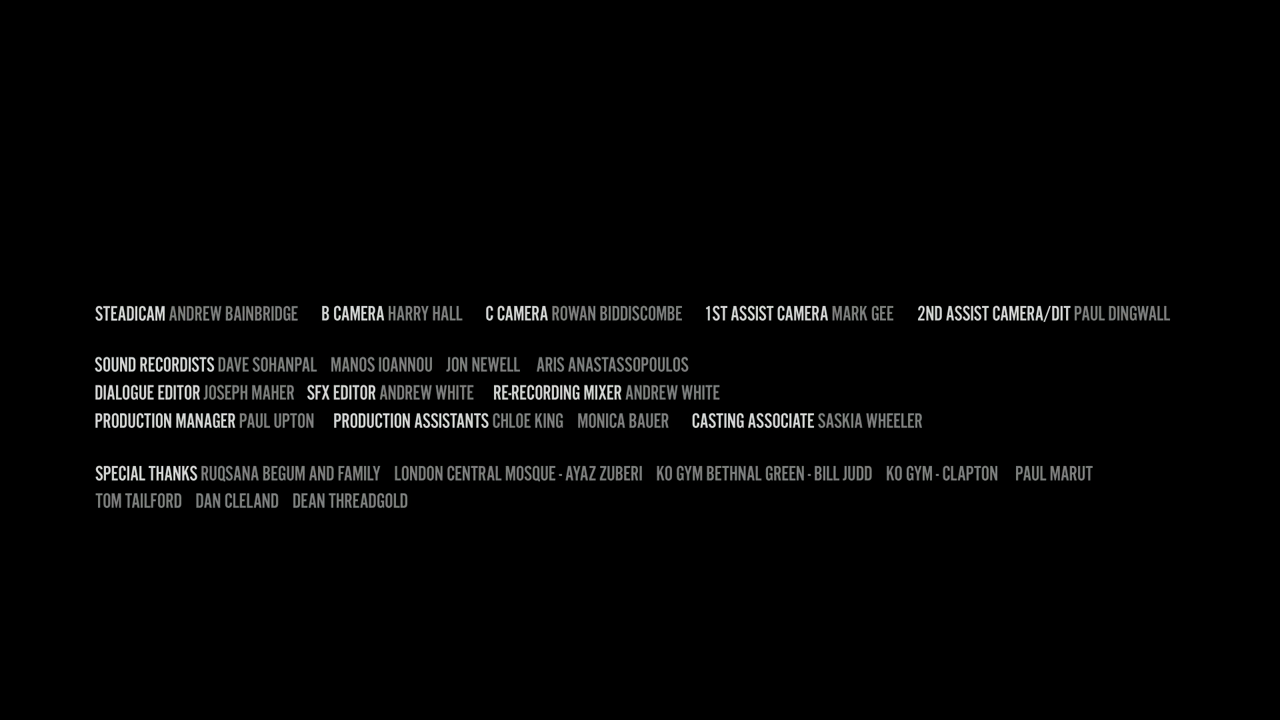 STEADICAM ANDREW BAINBRIDGE B CAMERA HARRY HALL C CAMERA ROWAN BIDDISCOMBE 1ST ASSIST CAMERA MARK GEE 2ND ASSIST CAMERA/DIT PAUL DINGWALL
SOUND RECORDISTS DAVE SOHANPAL MANOS IOANNOU JON NEWELL ARIS ANASTASSOPOULOS
DIALOGUE EDITOR JOSEPH MAHER SFX EDITOR ANDREW WHITE RE-RECORDING MIXER ANDREW WHITE
PRODUCTION MANAGER PAUL UPTON PRODUCTION ASSISTANTS CHLOE KING MONICA BAUER CASTING ASSOCIATE SASKIA WHEELER
SPECIAL THANKS RUQSANA BEGUM AND FAMILY LONDON CENTRAL MOSQUE - AYAZ ZUBERI KO GYM BETHNAL GREEN - BILL JUDD KO GYM - CLAPTON PAUL MARUT
TOM TAILFORD DAN CLELAND DEAN THREADGOLD